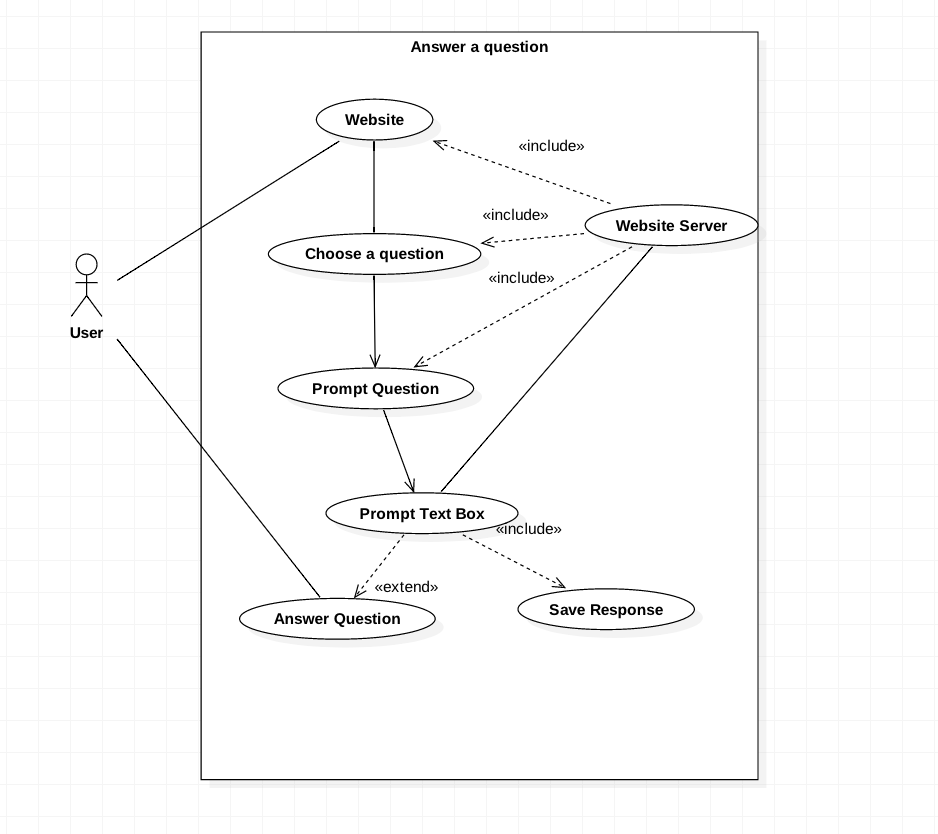 Answer a question
Website
«include»
«include»
Website Server
Choose a question
«include»
User
Prompt Question
Prompt Text Box
«include»
«extend»
Answer Question
Save Response